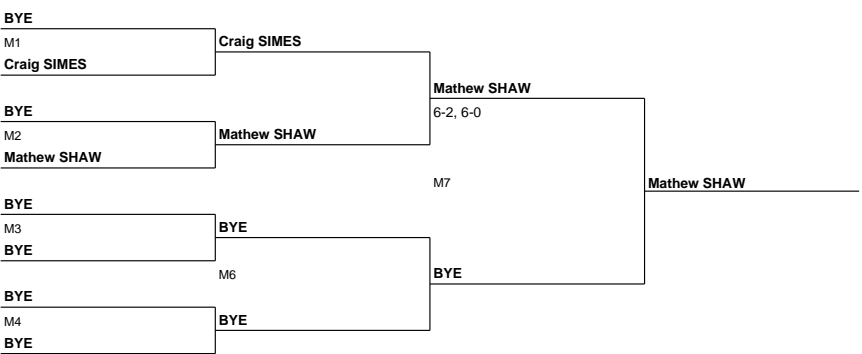 BYE
M1
Craig SIMES
Craig SIMES
BYE
M2
Mathew SHAW
Mathew SHAW
Mathew SHAW
6-2, 6-0
M7
Mathew SHAW
BYE
M3
BYE
BYE
M6
BYE
BYE
M4
BYE
BYE